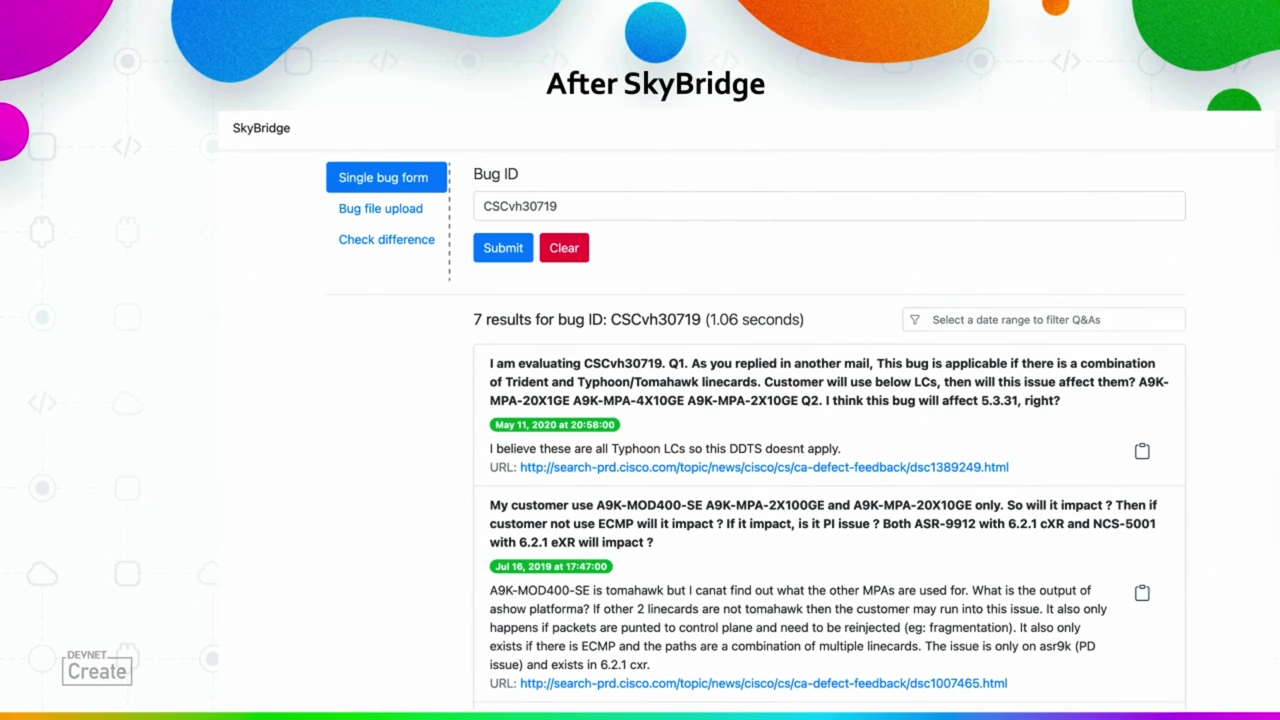 After SkyBridge
SkyBridge
Single bug form
Bug file upload
Check difference
Bug ID
CSCvh30719
Submit
Clear
7 results for bug ID: CSCvh30719 (1.06 seconds)
Select a date range to filter Q&As
I am evaluating CSCvh30719. Q1. As you replied in another mail, This bug is applicable if there is a combination
of Trident and Typhoon/Tomahawk linecards. Customer will use below LCs, then will this issue affect them? A9K-
MPA-20X1GE A9K-MPA-4X10GE A9K-MPA-2X10GE Q2. I think this bug will affect 5.3.31, right?
May 11, 2020 at 20:58:00
I believe these are all Typhoon LCs so this DDTS doesnt apply.
URL: http://search-prd.cisco.com/topic/news/cisco/cs/ca-defect-feedback/dsc1389249.html
My customer use A9K-MOD400-SE A9K-MPA-2X100GE and A9K-MPA-20X10GE only. So will it impact ? Then if
customer not use ECMP will it impact ? If it impact, is it PI issue ? Both ASR-9912 with 6.2.1 cXR and NCS-5001
with 6.2.1 eXR will impact ?
Jul 16, 2019 at 17:47:00
A9K-MOD400-SE is tomahawk but I canat find out what the other MPAs are used for. What is the output of
ashow platforma? If other 2 linecards are not tomahawk then the customer may run into this issue. It also only
happens if packets are punted to control plane and need to be reinjected (eg: fragmentation). It also only
exists if there is ECMP and the paths are a combination of multiple linecards. The issue is only on asr9k (PD
issue) and exists in 6.2.1 cxr.
URL: http://search-prd.cisco.com/topic/news/cisco/cs/ca-defect-feedback/dsc1007465.html
DEVNET
Create